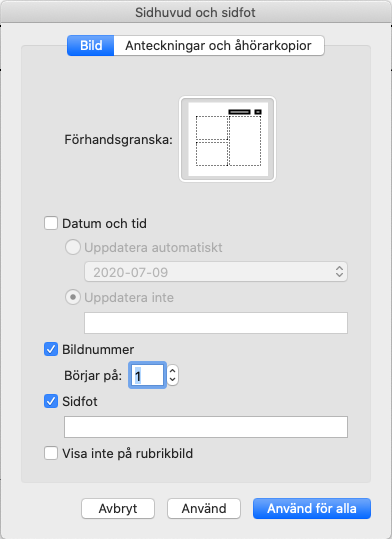 Sidhuvud och sidfot
Bild
Anteckningar och åhörarkopior
Förhandsgranska:
Datum och tid
Uppdatera automatiskt
2020-07-09
Uppdatera inte
Bildnummer
Börjar på: 1
Sidfot
Visa inte på rubrikbild
Avbryt
Använd
Använd för alla